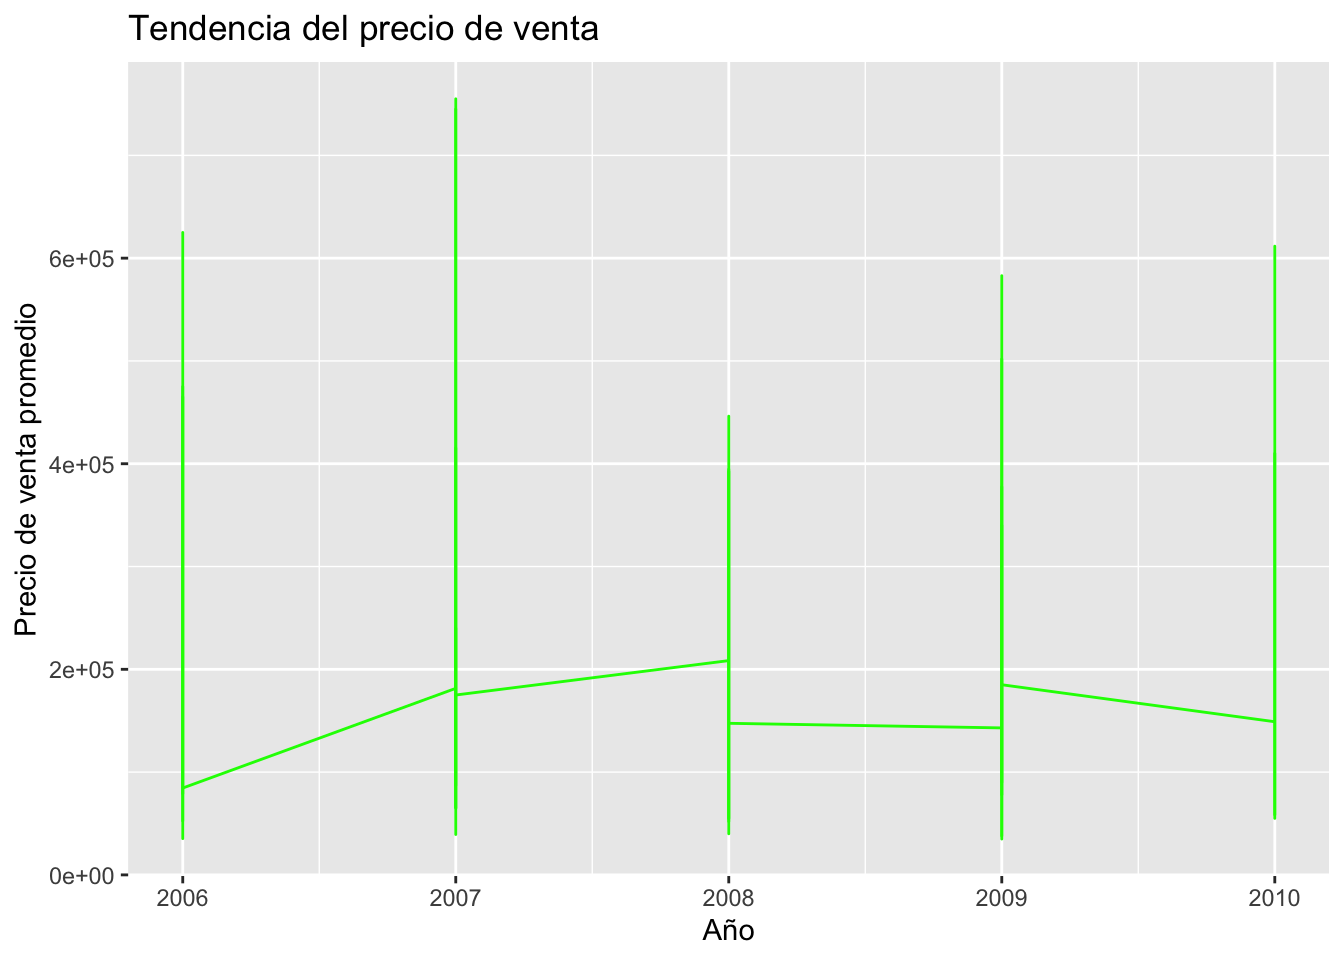 Tendencia del precio de venta
Precio de venta promedio
6e+05
4e+05
2e+05
0e+00
2006 2007 2008 2009 2010
Año